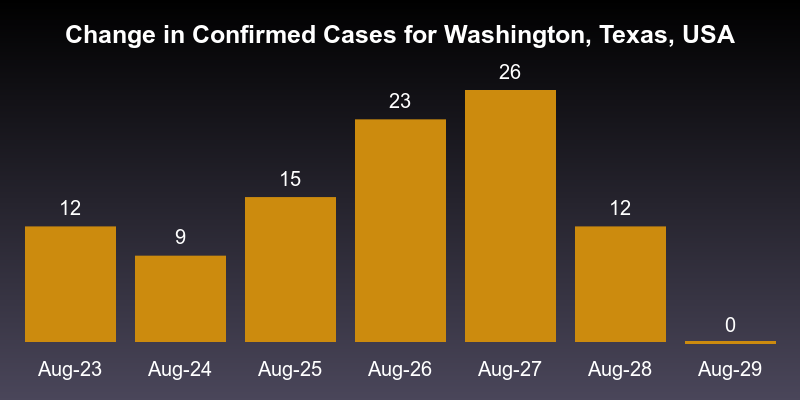 Change in Confirmed Cases for Washington, Texas, USA
12 9 15 23 26 12 0
Aug-23 Aug-24 Aug-25 Aug-26 Aug-27 Aug-28 Aug-29